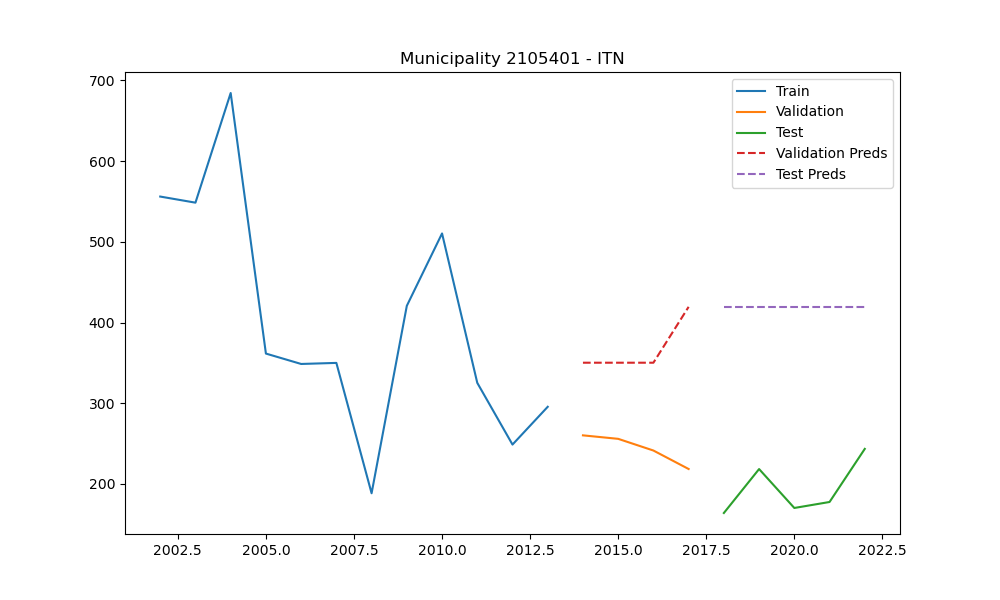 Municipality 2105401 - ITN
700
600
500
400
300
200
2002.5 2005.0 2007.5 2010.0 2012.5 2015.0 2017.5 2020.0 2022.5
Train
Validation
Test
Validation Preds
Test Preds